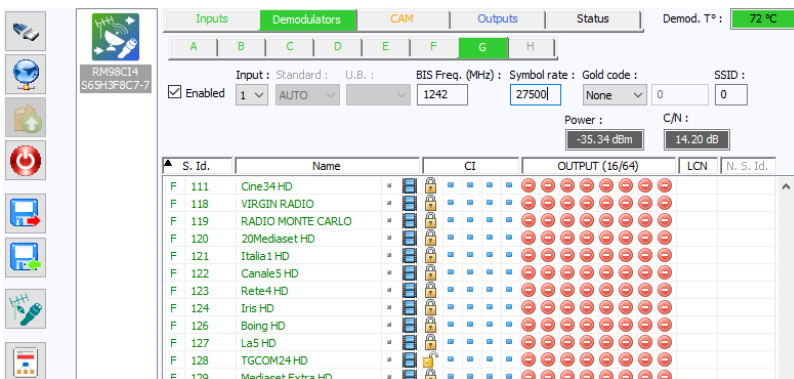 Inputs Demodulators CAM Outputs Status Demod. Tº : 72 ºC
A B C D E F G H
RM98CI4
S65H3F8C7-7
Input : Standard : U.B. : BIS Freq. (MHz) : Symbol rate : Gold code : SSID :
Enabled 1 AUTO 1242 27500 None 0 0
Power : C/N :
-35.34 dBm 14.20 dB
S. Id. Name CI OUTPUT (16/64) LCN N. S. Id.
F 111 Cine34 HD
F 118 VIRGIN RADIO
F 119 RADIO MONTE CARLO
F 120 20Mediaset HD
F 121 Italia1 HD
F 122 Canale5 HD
F 123 Rete4 HD
F 124 Iris HD
F 126 Boing HD
F 127 La5 HD
F 128 TGCOM24 HD
F 129 Mediaset Extra HD